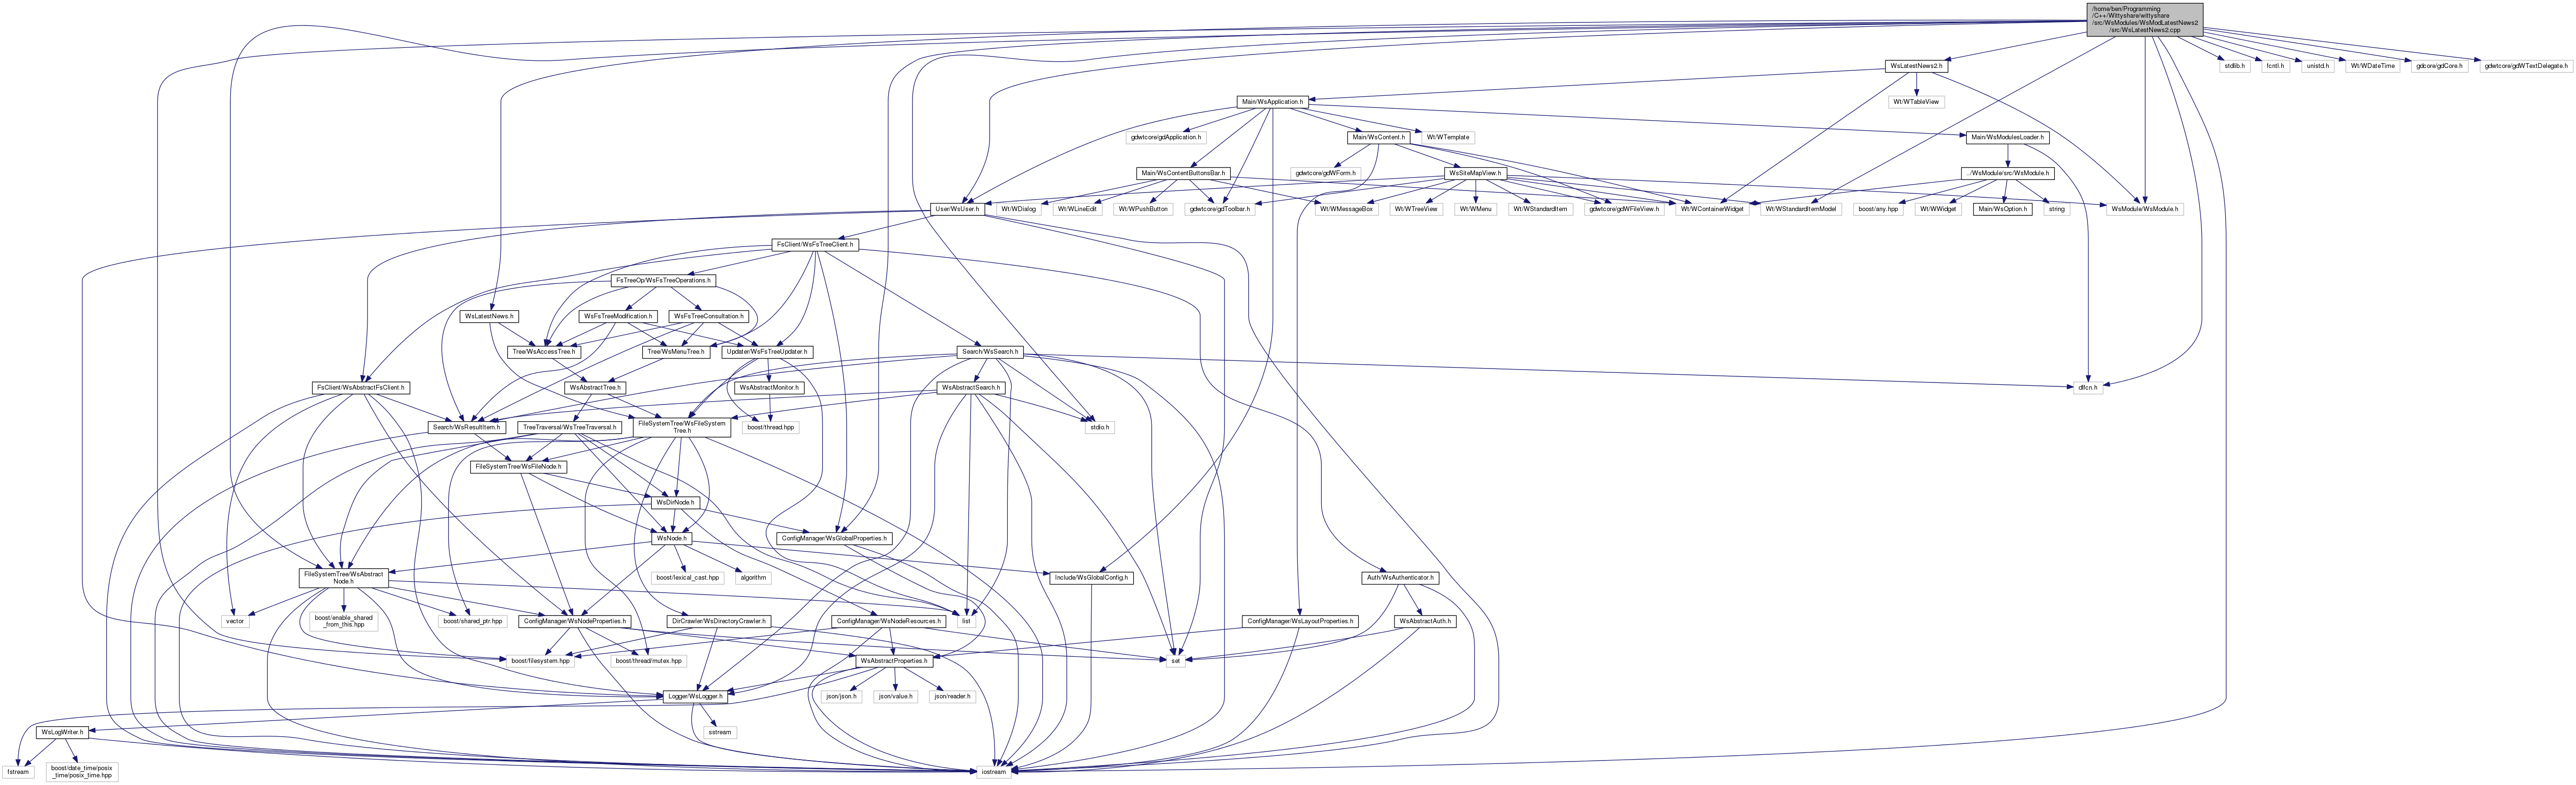 /home/ben/Programming
/C++/Wittyshare/wittyshare
/src/WsModules/WsModLatestNews2
/src/WsLatestNews2.cpp
WsLatestNews2.h
stdlib.h
fcntl.h
unistd.h
Wt/WDateTime
gdcore/gdCore.h
gdwtcore/gdWTextDelegate.h
Main/WsApplication.h
Wt/WTableView
gdwtcore/gdApplication.h
Main/WsContent.h
Wt/WTemplate
Main/WsModulesLoader.h
Main/WsContentButtonsBar.h
gdwtcore/gdWForm.h
WsSiteMapView.h
../WsModule/src/WsModule.h
User/WsUser.h
Wt/WDialog
Wt/WLineEdit
Wt/WPushButton
gdwtcore/gdToolbar.h
Wt/WMessageBox
Wt/WTreeView
Wt/WMenu
Wt/WStandardItem
gdwtcore/gdWFileView.h
Wt/WContainerWidget
Wt/WStandardItemModel
boost/any.hpp
Wt/WWidget
Main/WsOption.h
string
WsModule/WsModule.h
FsClient/WsFsTreeClient.h
FsTreeOp/WsFsTreeOperations.h
WsLatestNews.h
WsFsTreeModification.h
WsFsTreeConsultation.h
Tree/WsAccessTree.h
Tree/WsMenuTree.h
Updater/WsFsTreeUpdater.h
Search/WsSearch.h
FsClient/WsAbstractFsClient.h
WsAbstractTree.h
WsAbstractMonitor.h
WsAbstractSearch.h
dlfcn.h
Search/WsResultItem.h
TreeTraversal/WsTreeTraversal.h
FileSystemTree/WsFileSystem
Tree.h
boost/thread.hpp
stdio.h
FileSystemTree/WsFileNode.h
WsDirNode.h
WsNode.h
ConfigManager/WsGlobalProperties.h
FileSystemTree/WsAbstract
Node.h
boost/lexical_cast.hpp
algorithm
Include/WsGlobalConfig.h
Auth/WsAuthenticator.h
vector
boost/enable_shared
_from_this.hpp
boost/shared_ptr.hpp
ConfigManager/WsNodeProperties.h
DirCrawler/WsDirectoryCrawler.h
ConfigManager/WsNodeResources.h
list
ConfigManager/WsLayoutProperties.h
WsAbstractAuth.h
boost/filesystem.hpp
boost/thread/mutex.hpp
WsAbstractProperties.h
set
Logger/WsLogger.h
json/json.h
json/value.h
json/reader.h
WsLogWriter.h
sstream
fstream
boost/date_time/posix
_time/posix_time.hpp
iostream